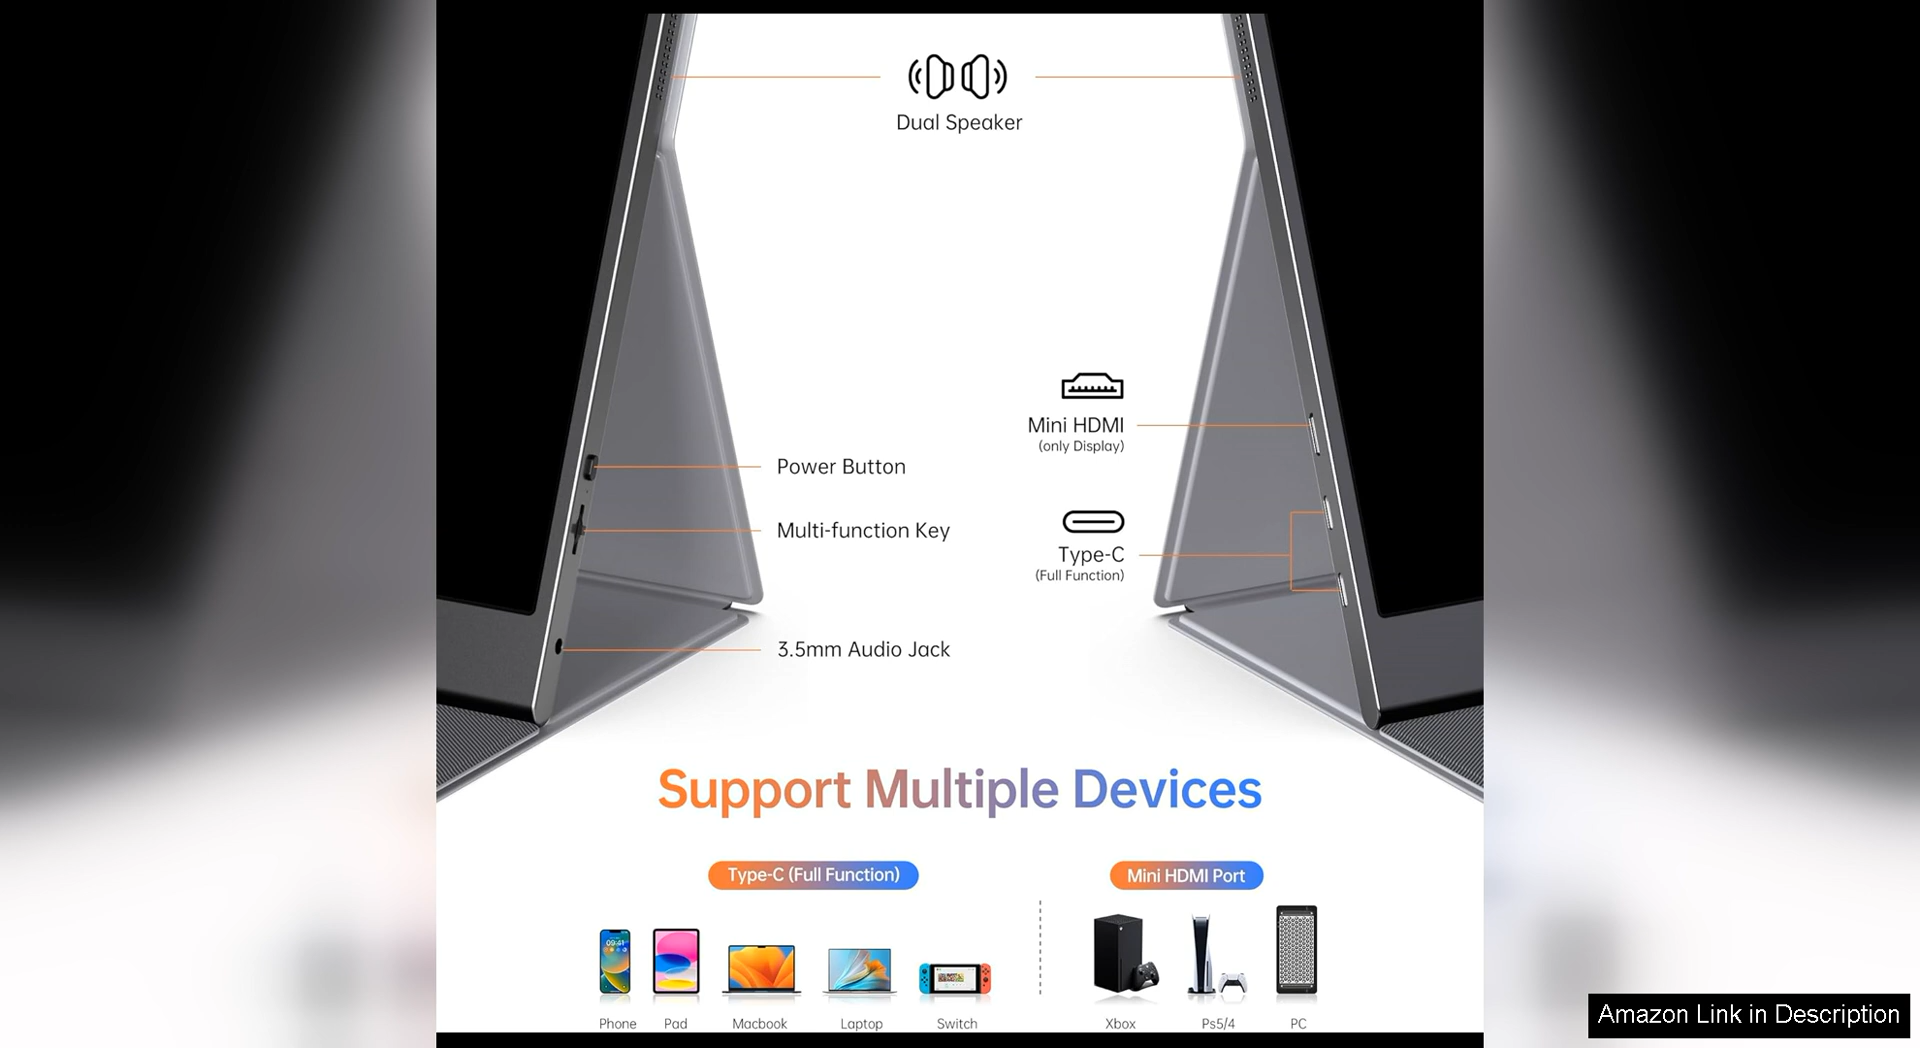 Dual Speaker
Mini HDMI
(only Display)
Power Button
Multi-function Key
Type-C
(Full Function)
3.5mm Audio Jack
Support Multiple Devices
Type-C (Full Function)
Mini HDMI Port
09:41
Phone
Pad
Macbook
Laptop
Switch
Xbox
Ps5/4
PC
Amazon Link in Description